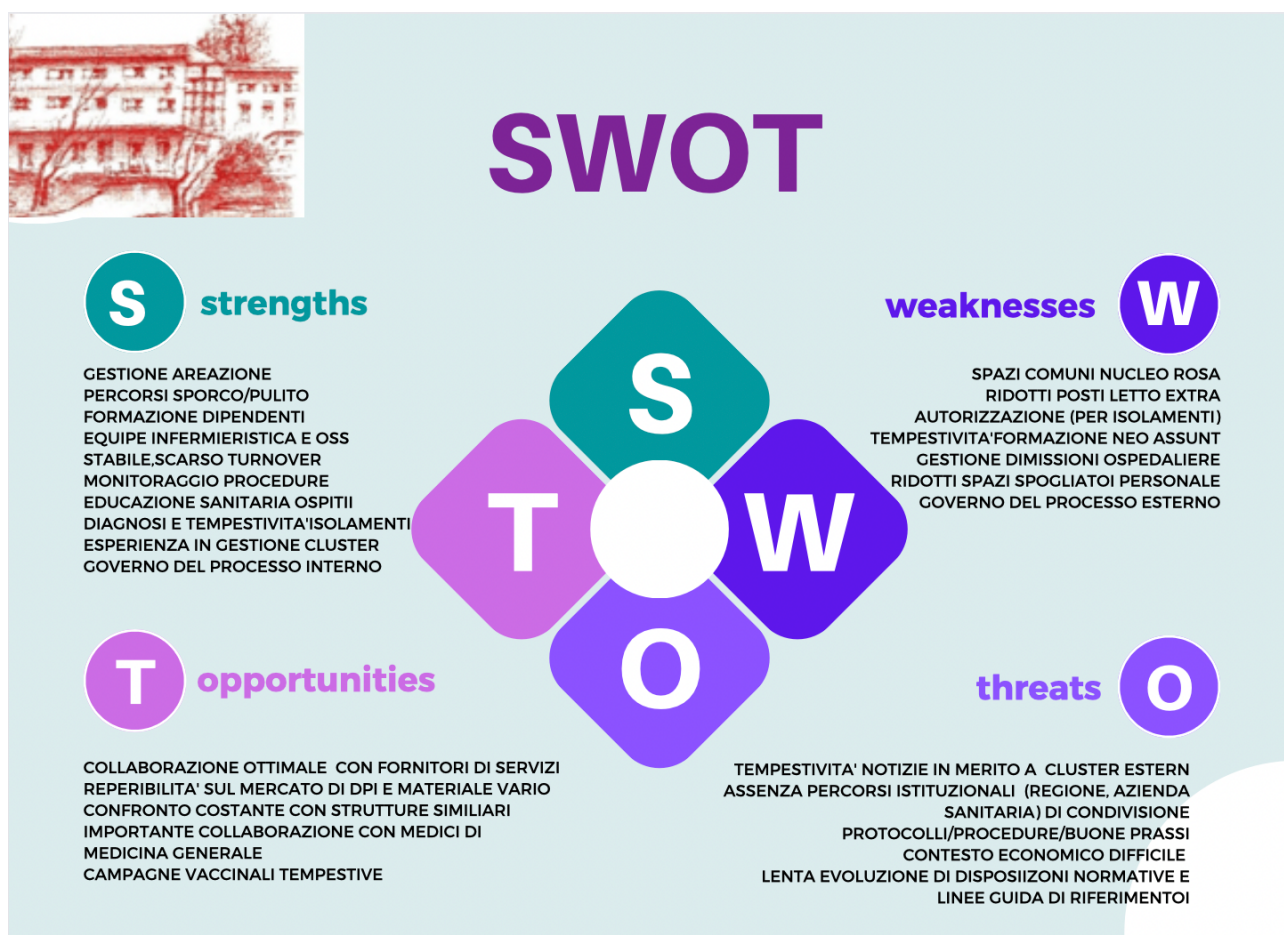 SWOT
S
strengths
GESTIONE AREAZIONE
PERCORSI SPORCO/PULITO
FORMAZIONE DIPENDENTI
EQUIPE INFERMIERISTICA E OSS
STABILE,SCARSO TURNOVER
MONITORAGGIO PROCEDURE
EDUCAZIONE SANITARIA OSPITII
DIAGNOSI E TEMPESTIVITA'ISOLAMENTI
ESPERIENZA IN GESTIONE CLUSTER
GOVERNO DEL PROCESSO INTERNO
weaknesses
W
SPAZI COMUNI NUCLEO ROSA
RIDOTTI POSTI LETTO EXTRA
AUTORIZZAZIONE (PER ISOLAMENTI)
TEMPESTIVITA'FORMAZIONE NEO ASSUNT
GESTIONE DIMISSIONI OSPEDALIERE
RIDOTTI SPAZI SPOGLIATOI PERSONALE
GOVERNO DEL PROCESSO ESTERNO
S
T
W
O
T
opportunities
COLLABORAZIONE OTTIMALE CON FORNITORI DI SERVIZI
REPERIBILITA' SUL MERCATO DI DPI E MATERIALE VARIO
CONFRONTO COSTANTE CON STRUTTURE SIMILIARI
IMPORTANTE COLLABORAZIONE CON MEDICI DI
MEDICINA GENERALE
CAMPAGNE VACCINALI TEMPESTIVE
threats
O
TEMPESTIVITA' NOTIZIE IN MERITO A CLUSTER ESTERN
ASSENZA PERCORSI ISTITUZIONALI (REGIONE, AZIENDA
SANITARIA) DI CONDIVISIONE
PROTOCOLLI/PROCEDURE/BUONE PRASSI
CONTESTO ECONOMICO DIFFICILE
LENTA EVOLUZIONE DI DISPOSIIZONI NORMATIVE E
LINEE GUIDA DI RIFERIMENTOI